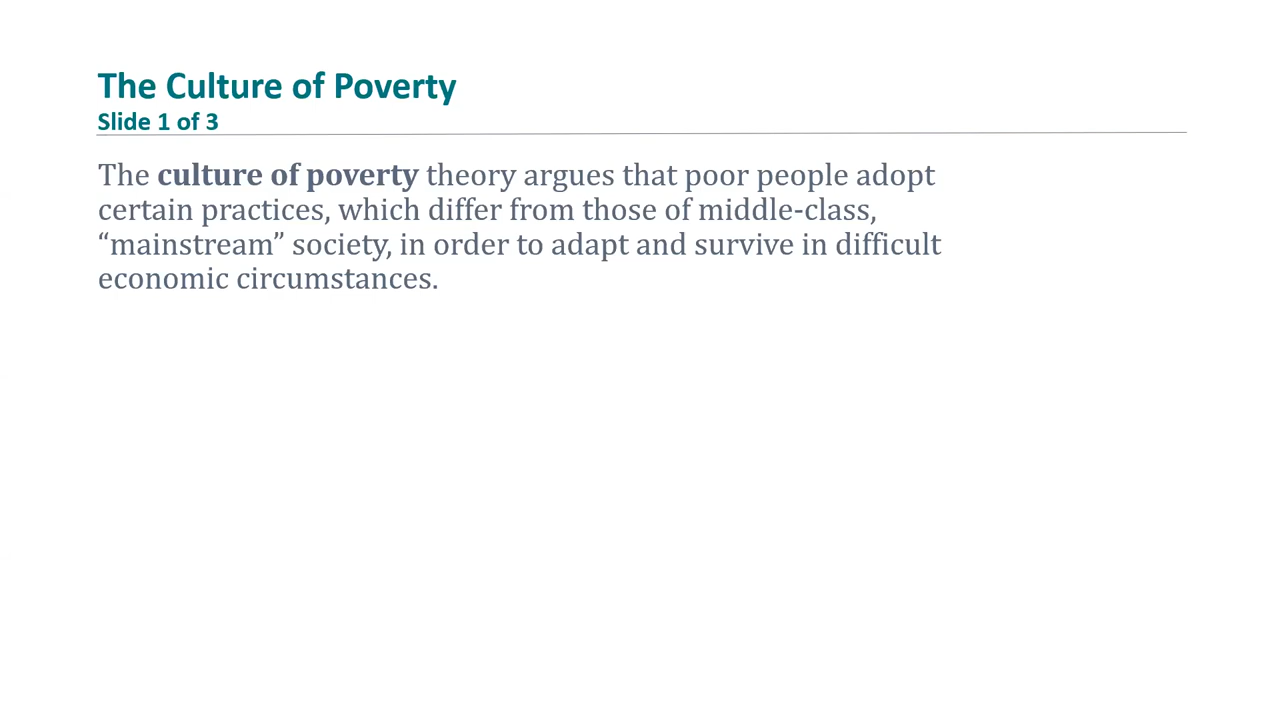 The Culture of Poverty
Slide 1 of 3
The culture of poverty theory argues that poor people adopt
certain practices, which differ from those of middle-class,
“mainstream” society, in order to adapt and survive in difficult
economic circumstances.